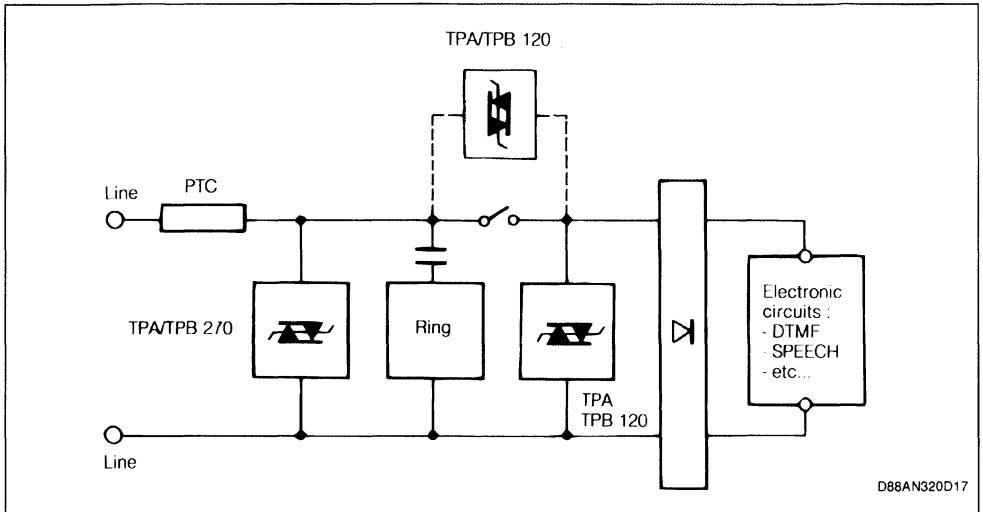 TPA/TPB 120
Line
PTC
TPA/TPB 270
Ring
TPA
TPB 120
Electronic
circuits :
- DTMF
- SPEECH
- etc...
Line
D88AN320D17